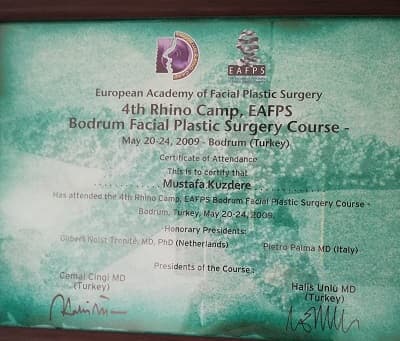 EAFPS
European Academy of Facial Plastic Surgery
4th Rhino Camp, EAFPS
Bodrum Facial Plastic Surgery Course -
May 20-24, 2009 - Bodrum (Turkey)
Certificate of Attendance
This is to certify that
Mustafa Kuzdere
Has attended the 4th Rhino Camp, EAFPS Bodrum Facial Plastic Surgery Course -
Bodrum, Turkey, May 20-24, 2009.
Honorary Presidents:
Gilbert Nolst Trenité, MD, PhD (Netherlands) Pietro Palma MD (Italy)
Presidents of the Course:
Cemal Cingi MD Halis Unlu MD
(Turkey) (Turkey)